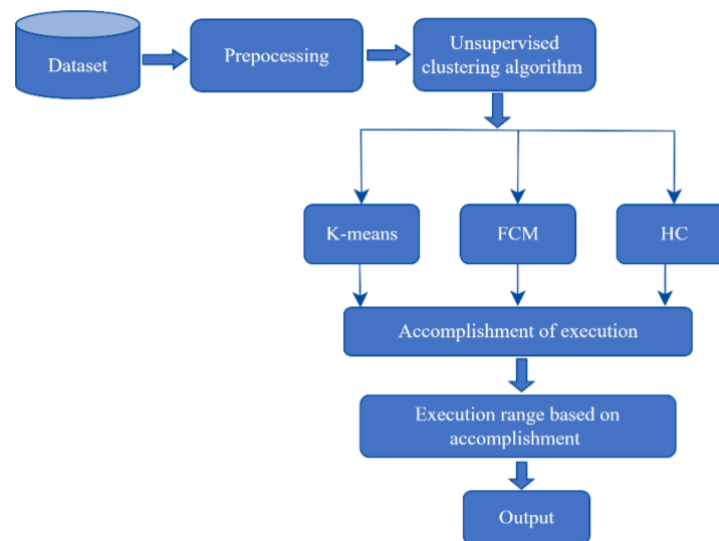 Dataset
Prepocessing
Unsupervised
clustering algorithm
K-means
FCM
HC
Accomplishment of execution
Execution range based on
accomplishment
Output